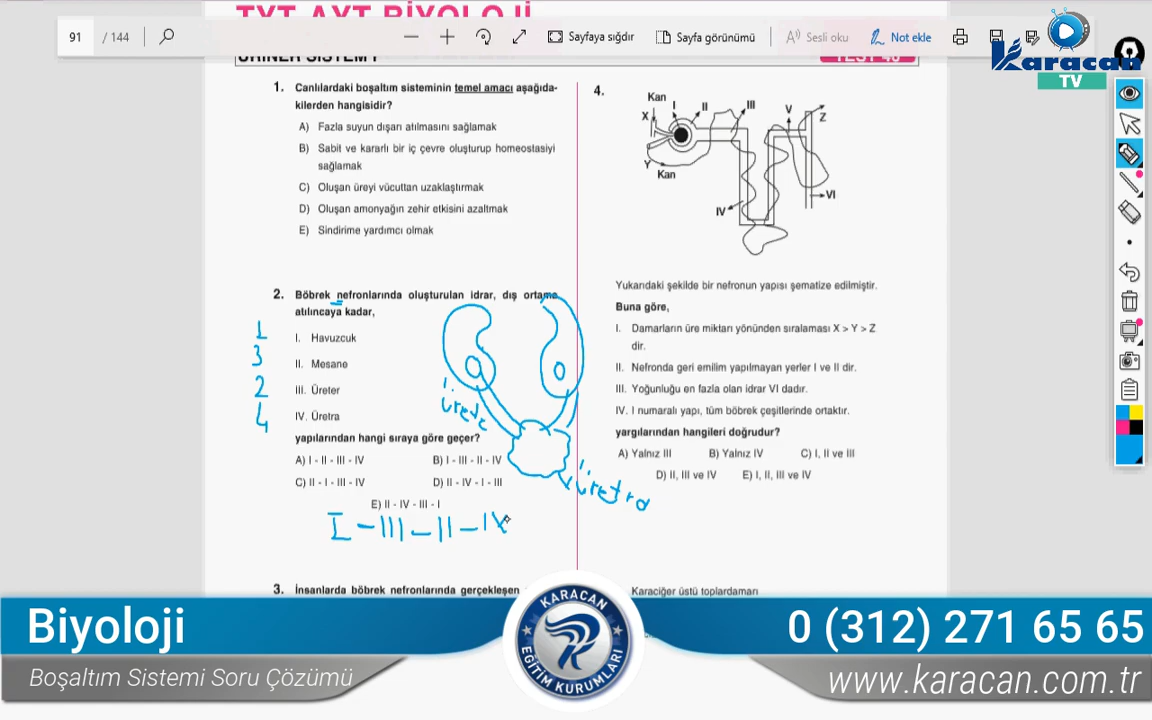 TYT AYT BİYOLOJİ
91 / 144
Sayfaya sığdır
Sayfa görünümü
Sesli oku
Not ekle
Karacan
TV
ÜRİNER SİSTEM I
1. Canlılardaki boşaltım sisteminin temel amacı aşağıda-
kilerden hangisidir?
A) Fazla suyun dışarı atılmasını sağlamak
B) Sabit ve kararlı bir iç çevre oluşturup homeostasiyi
sağlamak
C) Oluşan üreyi vücuttan uzaklaştırmak
D) Oluşan amonyağın zehir etkisini azaltmak
E) Sindirime yardımcı olmak
2. Böbrek nefronlarında oluşturulan idrar, dış ortama
atılıncaya kadar,
1 I. Havuzcuk
3 II. Mesane
2 III. Üreter
4 IV. Üretra
yapılarından hangi sıraya göre geçer?
A) I - II - III - IV B) I - III - II - IV
C) II - I - III - IV D) II - IV - I - III
E) II - IV - III - I
I - III - II - IV
üretra
3. İnsanlarda böbrek nefronlarında gerçekleşen
4.
Kan
I II III V
X Z
Y
Kan
IV VI
Yukarıdaki şekilde bir nefronun yapısı şematize edilmiştir.
Buna göre,
I. Damarların üre miktarı yönünden sıralaması X > Y > Z
dir.
II. Nefronda geri emilim yapılmayan yerler I ve II dir.
III. Yoğunluğu en fazla olan idrar VI dadır.
IV. I numaralı yapı, tüm böbrek çeşitlerinde ortaktır.
yargılarından hangileri doğrudur?
A) Yalnız III B) Yalnız IV C) I, II ve III
D) II, III ve IV E) I, II, III ve IV
Karaciğer üstü toplardamarı
Biyoloji
Boşaltım Sistemi Soru Çözümü
KARACAN
EĞİTİM KURUMLARI
0 (312) 271 65 65
www.karacan.com.tr